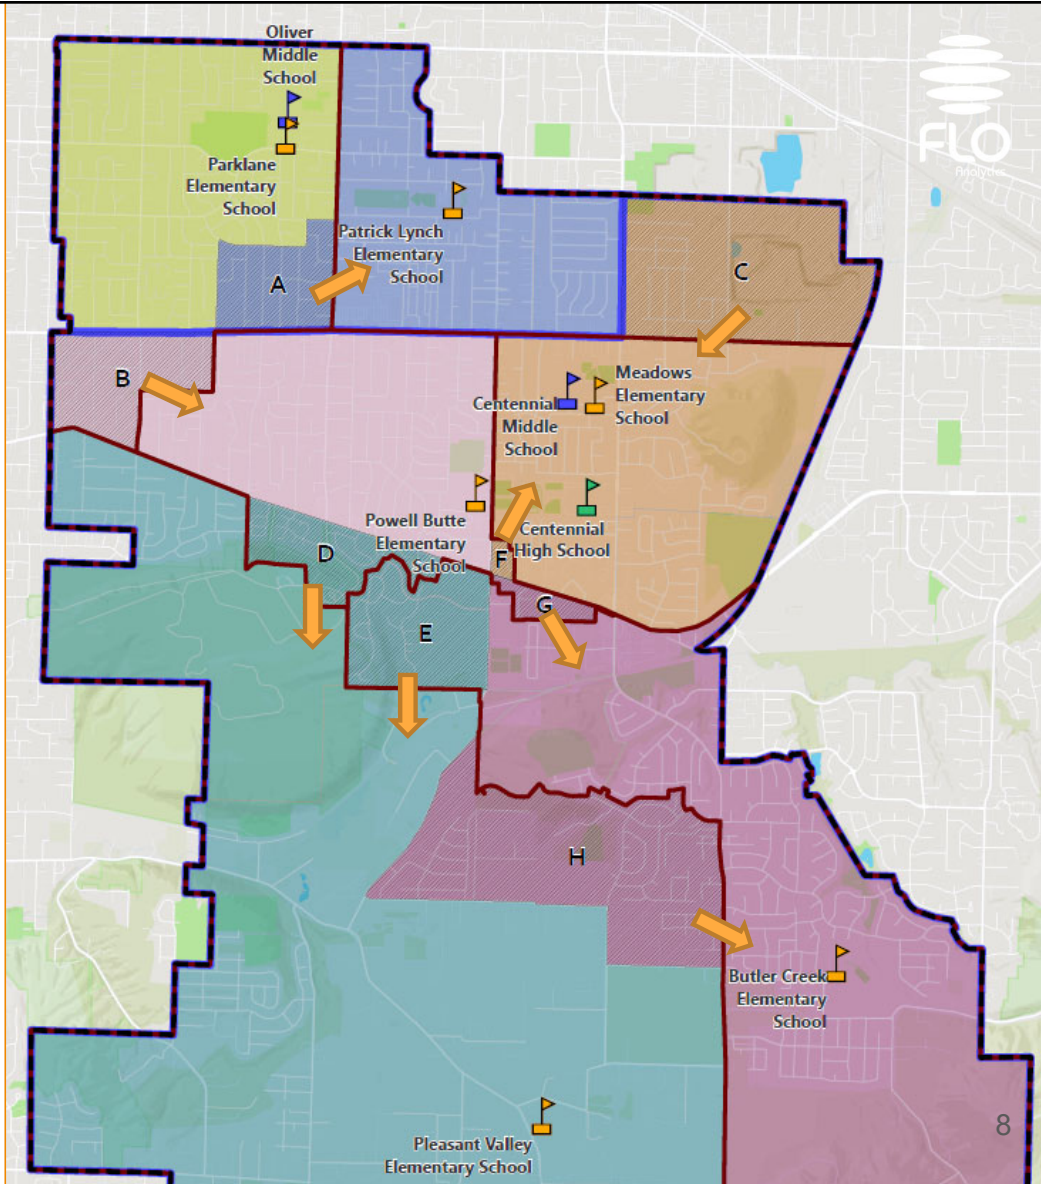 Oliver
Middle
School
FLO
Analytics
Parklane
Elementary
School
Patrick Lynch
Elementary
School
A
C
B
Meadows
Elementary
School
Centennial
Middle
School
Powell Butte
Elementary
School
Centennial
High School
D
F
G
E
H
Butler Creek
Elementary
School
8
Pleasant Valley
Elementary School